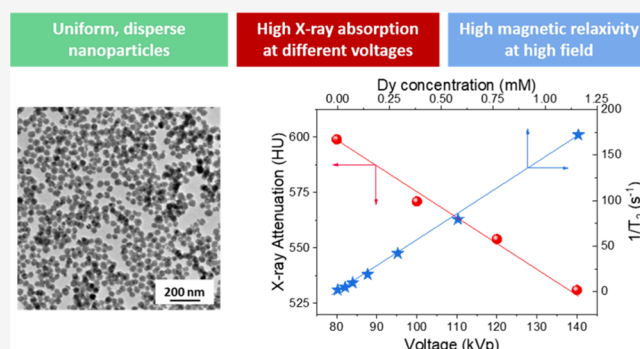 Uniform, disperse
nanoparticles
High X-ray absorption
at different voltages
High magnetic relaxivity
at high field
200 nm
Dy concentration (mM)
0.00 0.25 0.50 0.75 1.00 1.25
X-ray Attenuation (HU)
600
575
550
525
200
150
100
50
0
1/T₂ (s⁻¹)
80 90 100 110 120 130 140
Voltage (kVp)